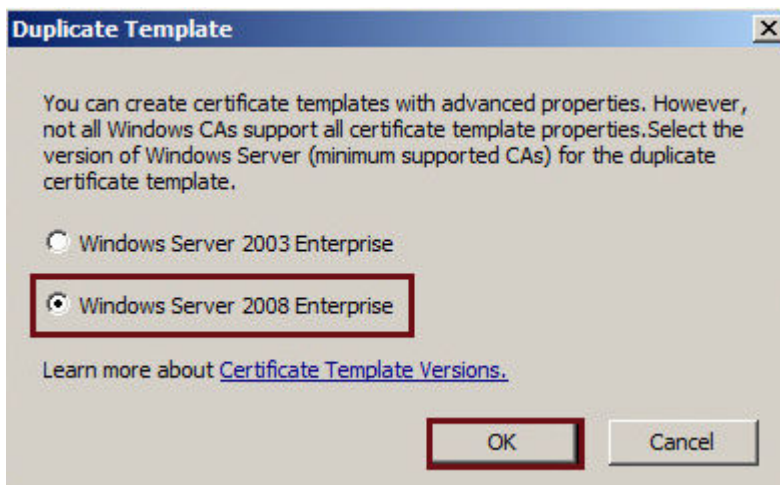 Duplicate Template
You can create certificate templates with advanced properties. However,
not all Windows CAs support all certificate template properties.Select the
version of Windows Server (minimum supported CAs) for the duplicate
certificate template.
Windows Server 2003 Enterprise
Windows Server 2008 Enterprise
Learn more about Certificate Template Versions.
OK Cancel